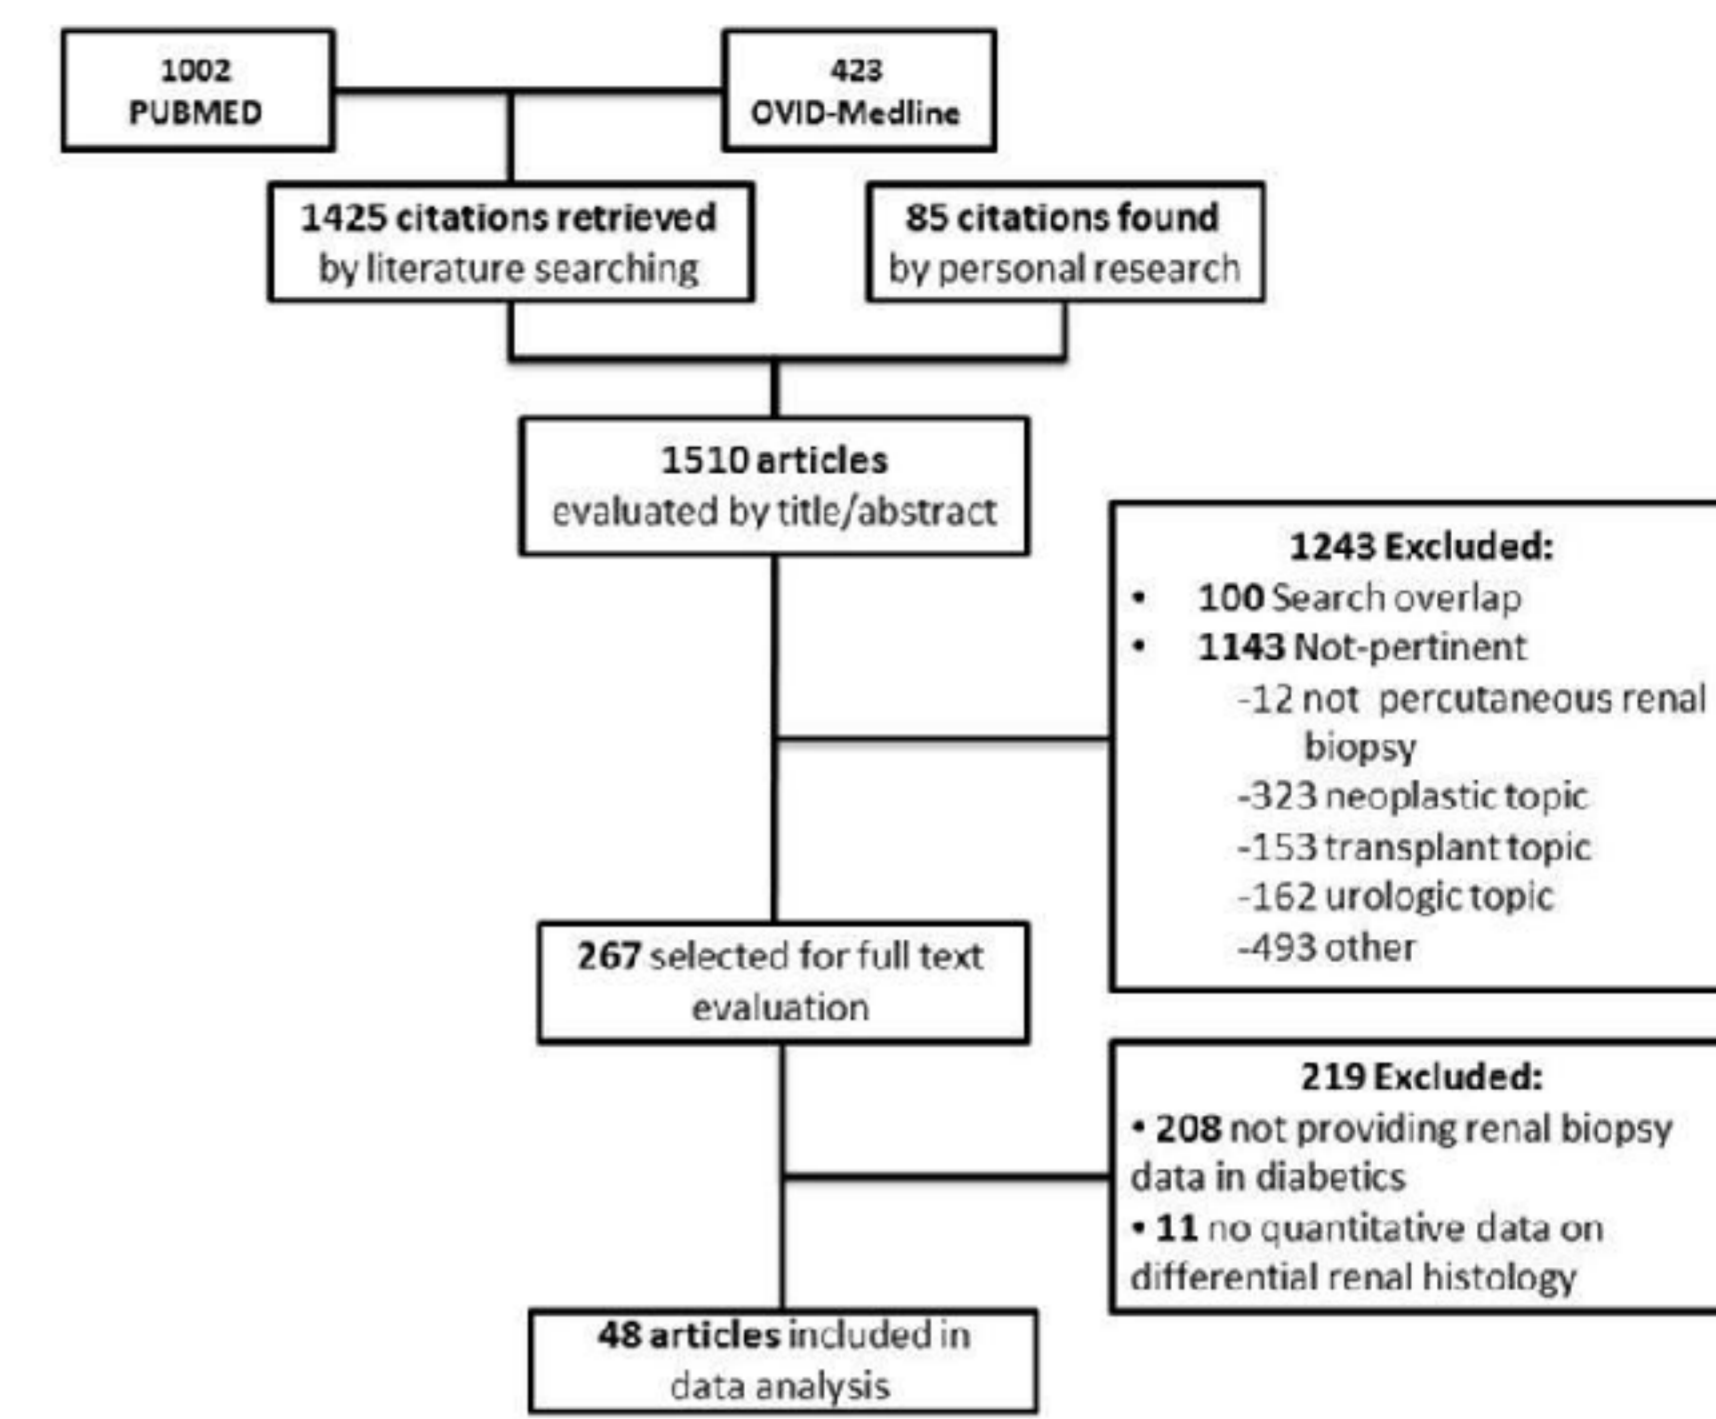 1002
PUBMED
423
OVID-Medline
1425 citations retrieved
by literature searching
85 citations found
by personal research
1510 articles
evaluated by title/abstract
1243 Excluded:
• 100 Search overlap
• 1143 Not-pertinent
-12 not percutaneous renal
biopsy
-323 neoplastic topic
-153 transplant topic
-162 urologic topic
-493 other
267 selected for full text
evaluation
219 Excluded:
• 208 not providing renal biopsy
data in diabetics
• 11 no quantitative data on
differential renal histology
48 articles included in
data analysis